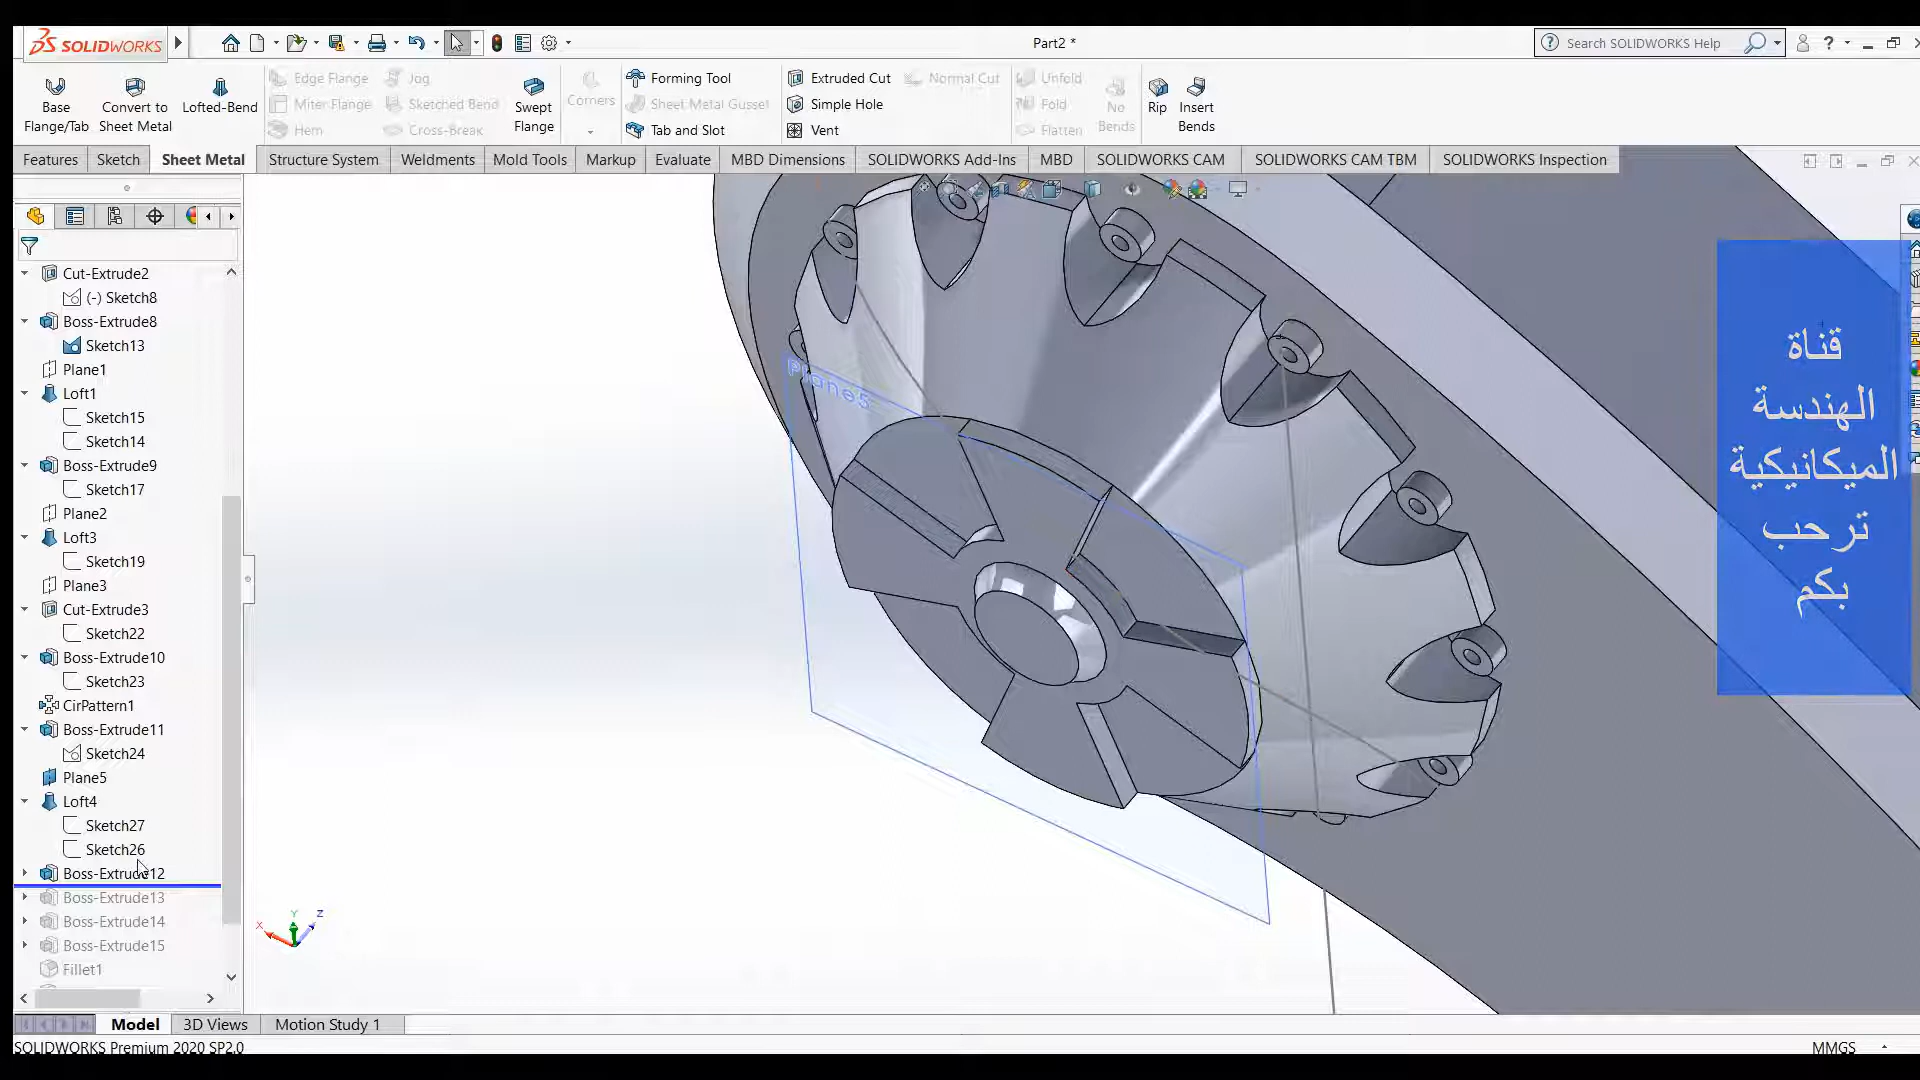 SOLIDWORKS
Part2 *
Search SOLIDWORKS Help
?
Base Flange/Tab
Convert to Sheet Metal
Lofted-Bend
Edge Flange
Miter Flange
Hem
Jog
Sketched Bend
Cross-Break
Swept Flange
Corners
Forming Tool
Sheet Metal Gusset
Tab and Slot
Extruded Cut
Simple Hole
Vent
Normal Cut
Unfold
Fold
Flatten
No Bends
Rip
Insert Bends
Features
Sketch
Sheet Metal
Structure System
Weldments
Mold Tools
Markup
Evaluate
MBD Dimensions
SOLIDWORKS Add-Ins
MBD
SOLIDWORKS CAM
SOLIDWORKS CAM TBM
SOLIDWORKS Inspection
Cut-Extrude2
(-) Sketch8
Boss-Extrude8
Sketch13
Plane1
Loft1
Sketch15
Sketch14
Boss-Extrude9
Sketch17
Plane2
Loft3
Sketch19
Plane3
Cut-Extrude3
Sketch22
Boss-Extrude10
Sketch23
CirPattern1
Boss-Extrude11
Sketch24
Plane5
Loft4
Sketch27
Sketch26
Boss-Extrude12
Boss-Extrude13
Boss-Extrude14
Boss-Extrude15
Fillet1
Plane5
X
Y
Z
قناة
الهندسة
الميكانيكية
ترحب
بكم
Model
3D Views
Motion Study 1
SOLIDWORKS Premium 2020 SP2.0
MMGS